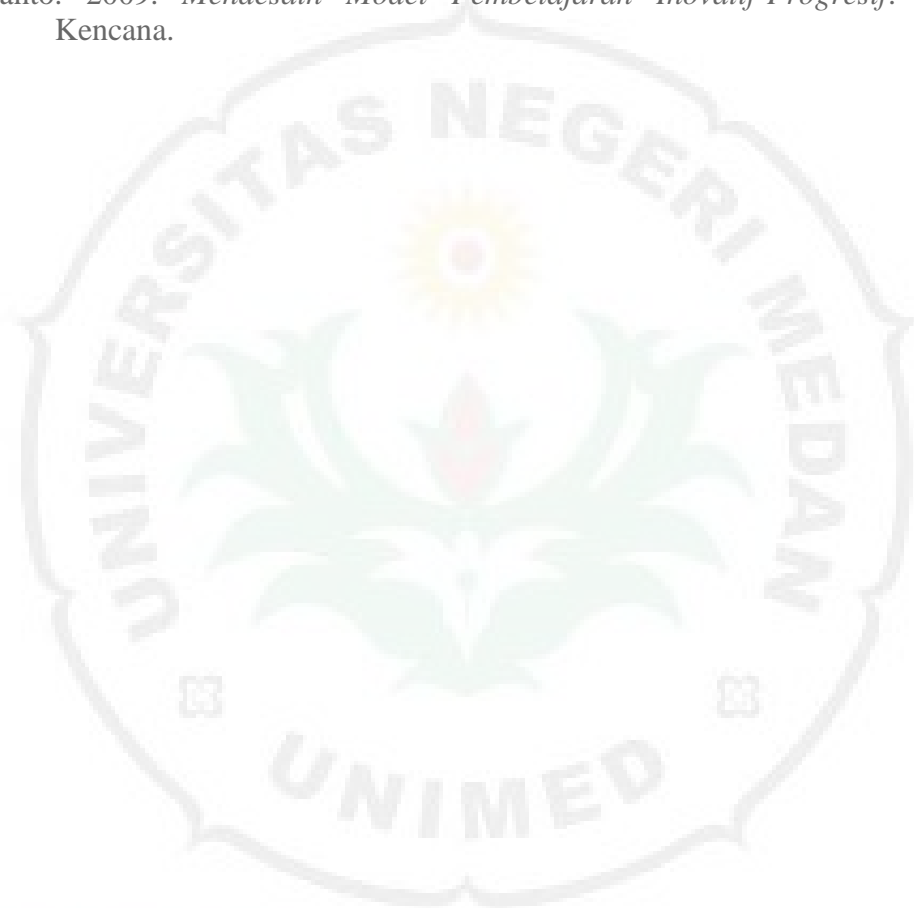 anto. 2009. Mendesain Model Pembelajaran Inovatif-Progresif.
Kencana.
UNIVERSITAS NEGERI MEDAN
UNIMED